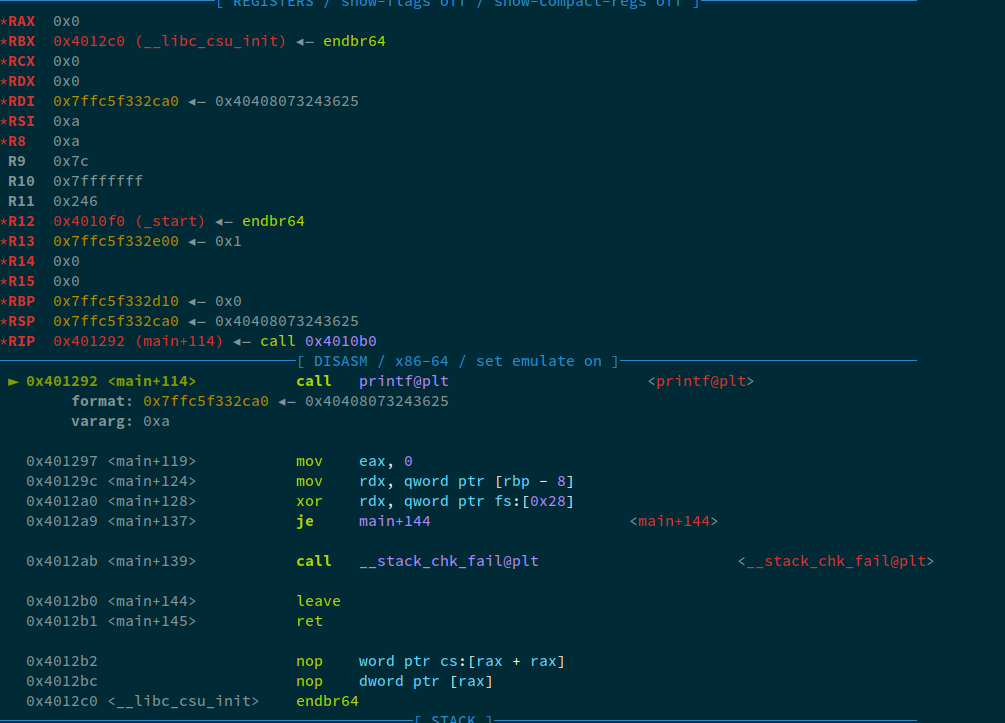 [ REGISTERS / show-flags off / show-compact-regs off ]
*RAX 0x0
*RBX 0x4012c0 (__libc_csu_init) ◂— endbr64
*RCX 0x0
*RDX 0x0
*RDI 0x7ffc5f332ca0 ◂— 0x40408073243625
*RSI 0xa
*R8 0xa
R9 0x7c
R10 0x7fffffff
R11 0x246
*R12 0x4010f0 (_start) ◂— endbr64
*R13 0x7ffc5f332e00 ◂— 0x1
*R14 0x0
*R15 0x0
*RBP 0x7ffc5f332d10 ◂— 0x0
*RSP 0x7ffc5f332ca0 ◂— 0x40408073243625
*RIP 0x401292 (main+114) ◂— call 0x4010b0
[ DISASM / x86-64 / set emulate on ]
► 0x401292 <main+114> call printf@plt <printf@plt>
format: 0x7ffc5f332ca0 ◂— 0x40408073243625
vararg: 0xa
0x401297 <main+119> mov eax, 0
0x40129c <main+124> mov rdx, qword ptr [rbp - 8]
0x4012a0 <main+128> xor rdx, qword ptr fs:[0x28]
0x4012a9 <main+137> je main+144 <main+144>
0x4012ab <main+139> call __stack_chk_fail@plt <__stack_chk_fail@plt>
0x4012b0 <main+144> leave
0x4012b1 <main+145> ret
0x4012b2 nop word ptr cs:[rax + rax]
0x4012bc nop dword ptr [rax]
0x4012c0 <__libc_csu_init> endbr64
[ STACK ]